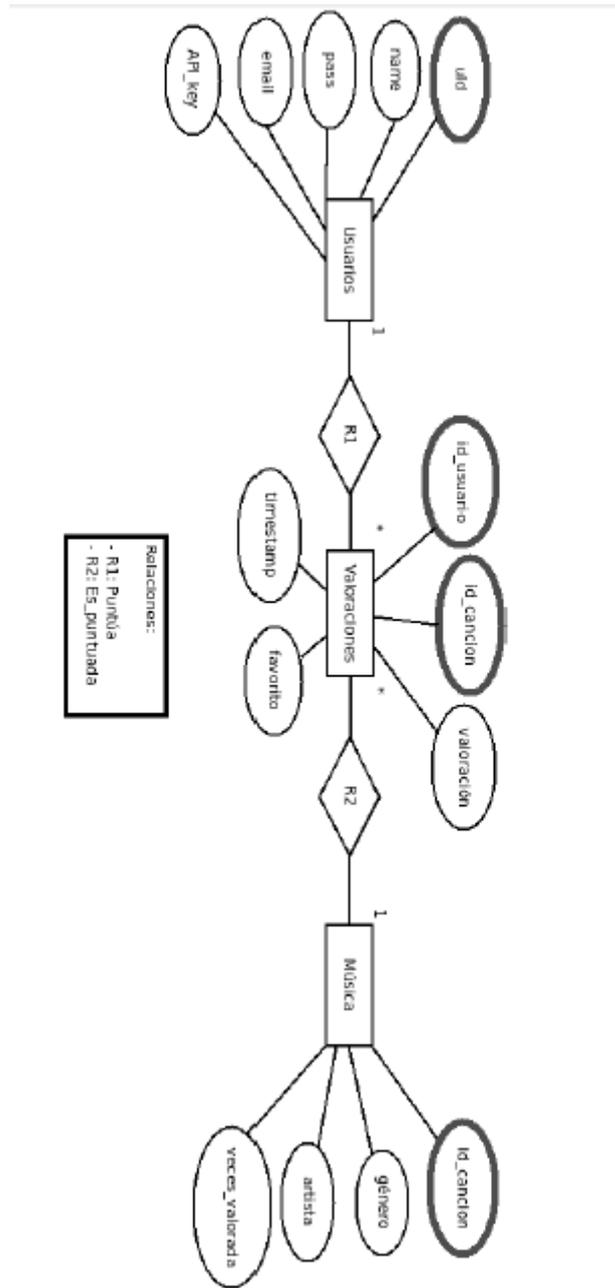 uid
name
pass
email
API_key
Usuarios
1
R1
*
id_usuario
id_cancion
valoración
Valoraciones
timestamp
favorito
*
R2
1
Música
id_cancion
género
artista
veces_valorada
Relaciones:
- R1: Puntúa
- R2: Es_puntuada